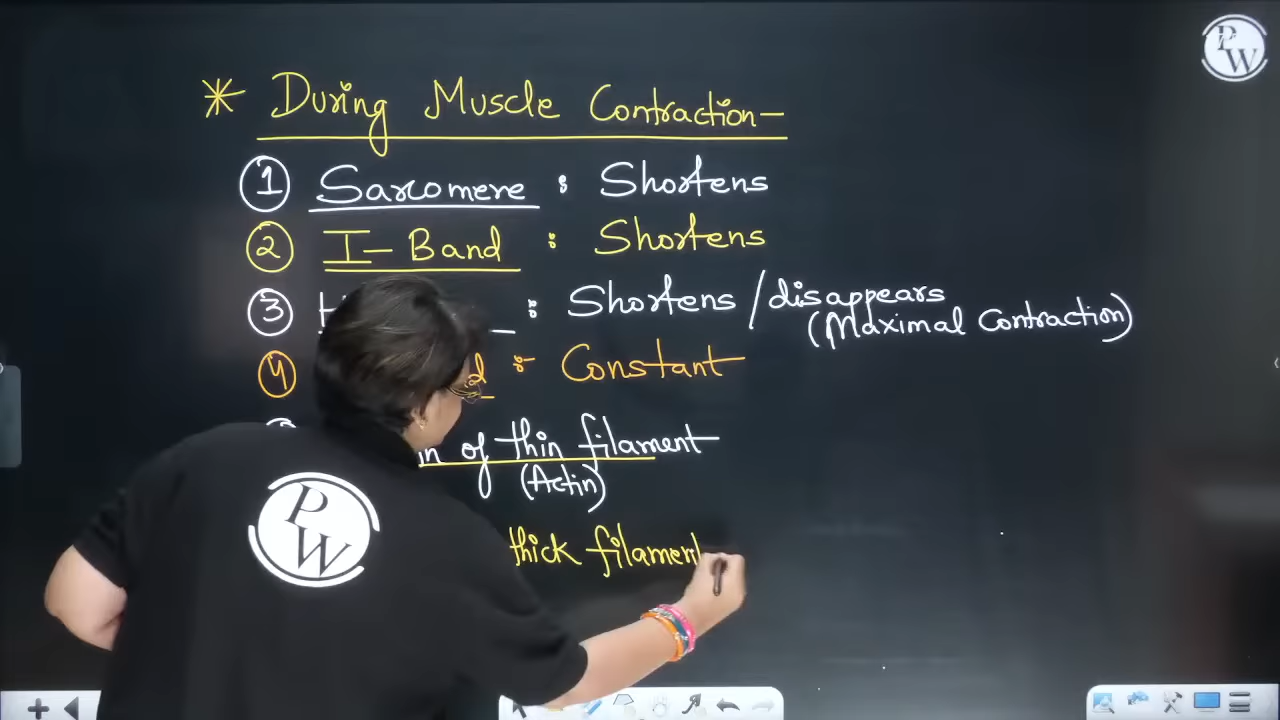 * During Muscle Contraction-
① Sarcomere : Shortens
② I-Band : Shortens
③ : Shortens / disappears
(Maximal Contraction)
④ :- Constant
of thin filament
(Actin)
thick filament
PW
PW